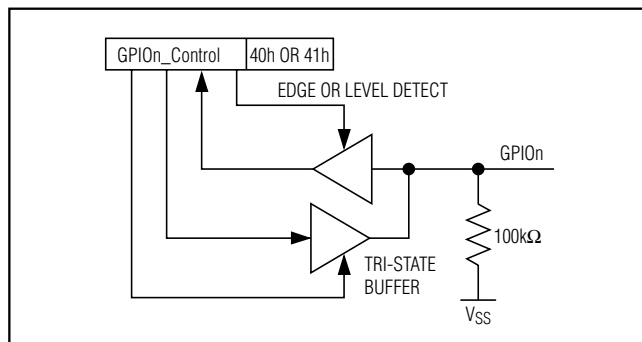 GPIOn_Control 40h OR 41h
EDGE OR LEVEL DETECT
GPIOn
100kΩ
TRI-STATE
BUFFER
VSS